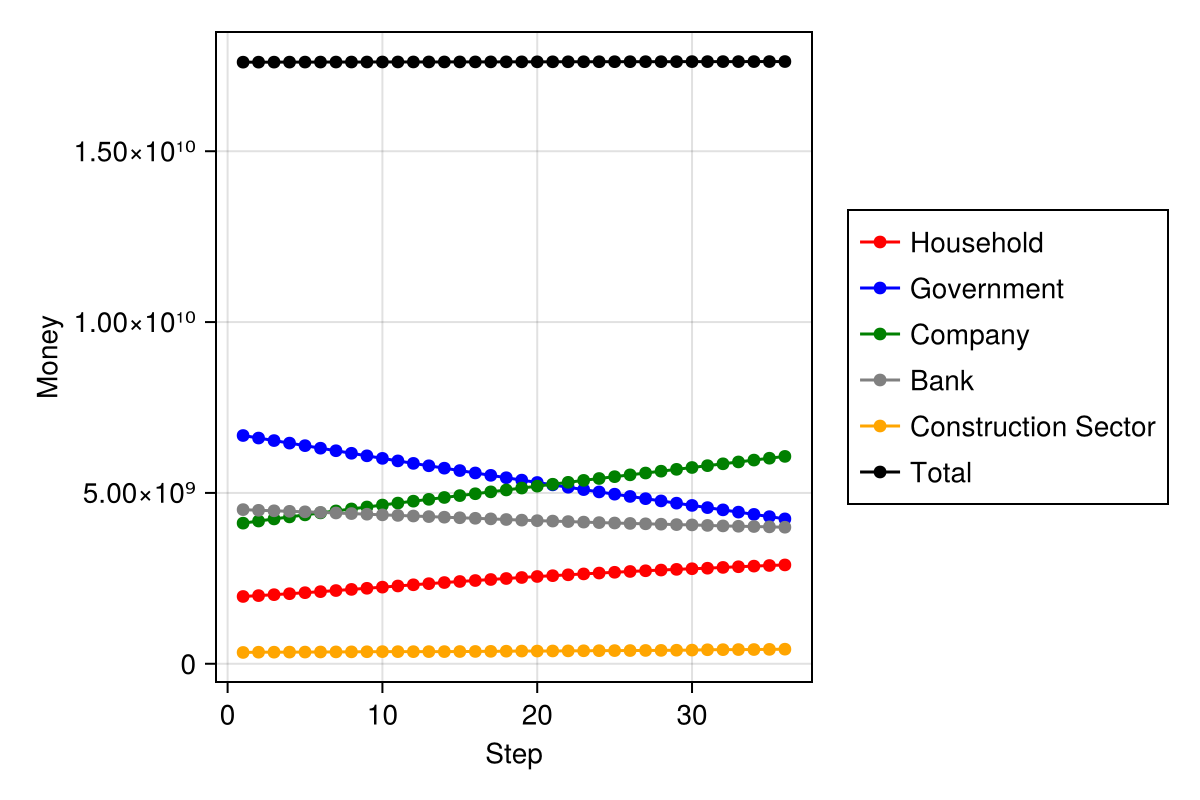 Money
1.50×10¹⁰
1.00×10¹⁰
5.00×10⁹
0
0 10 20 30
Step
Household
Government
Company
Bank
Construction Sector
Total